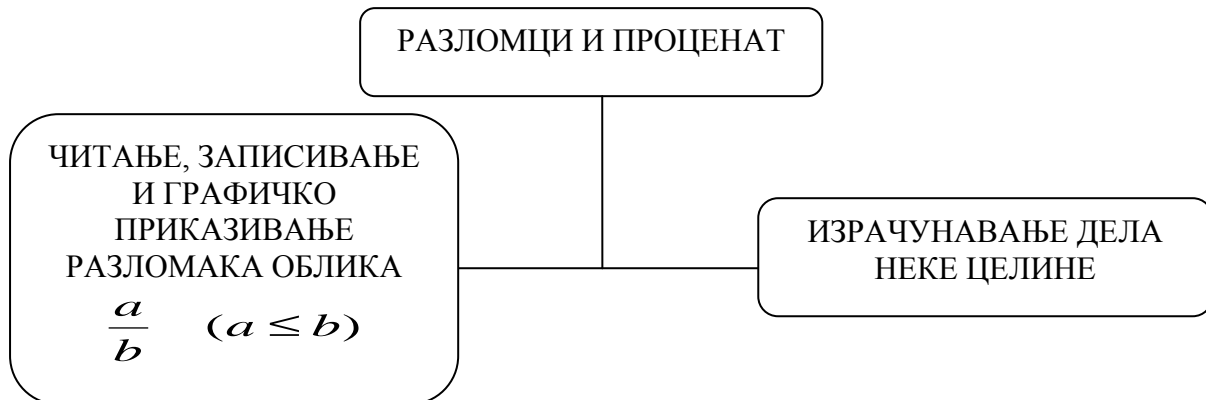 РАЗЛОМЦИ И ПРОЦЕНАТ
ЧИТАЊЕ, ЗАПИСИВАЊЕ
И ГРАФИЧКО
ПРИКАЗИВАЊЕ
РАЗЛОМАКА ОБЛИКА
a/b (a ≤ b)
ИЗРАЧУНАВАЊЕ ДЕЛА
НЕКЕ ЦЕЛИНЕ